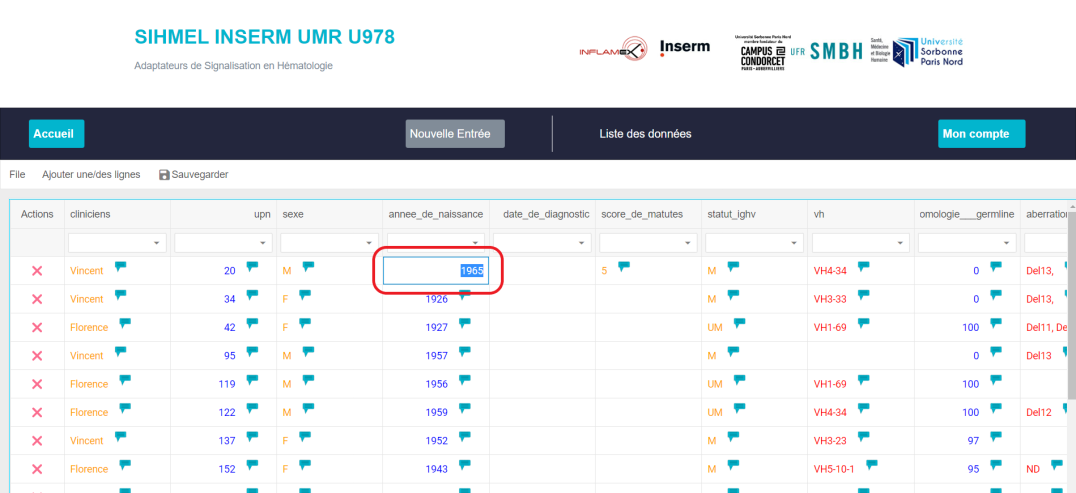 SIHMEL INSERM UMR U978
Adaptateurs de Signalisation en Hématologie
INFLAMEX
Inserm
Université Sorbonne Paris Nord
membre fondateur du
CAMPUS
CONDORCET
PARIS - AUBERVILLIERS
UFR SMBH
Santé,
Médecine
et Biologie
Humaine
Université
Sorbonne
Paris Nord
Accueil Nouvelle Entrée Liste des données Mon compte
File Ajouter une/des lignes Sauvegarder
Actions cliniciens upn sexe annee_de_naissance date_de_diagnostic score_de_matutes statut_ighv vh omologie___germline aberration
Vincent 20 M 1965 5 M VH4-34 0 Del13,
Vincent 34 F 1926 M VH3-33 0 Del13,
Florence 42 F 1927 UM VH1-69 100 Del11, De
Vincent 95 M 1957 M 0 Del13
Florence 119 M 1956 UM VH1-69 100
Florence 122 M 1959 UM VH4-34 100 Del12
Vincent 137 F 1952 M VH3-23 97
Florence 152 F 1943 M VH5-10-1 95 ND